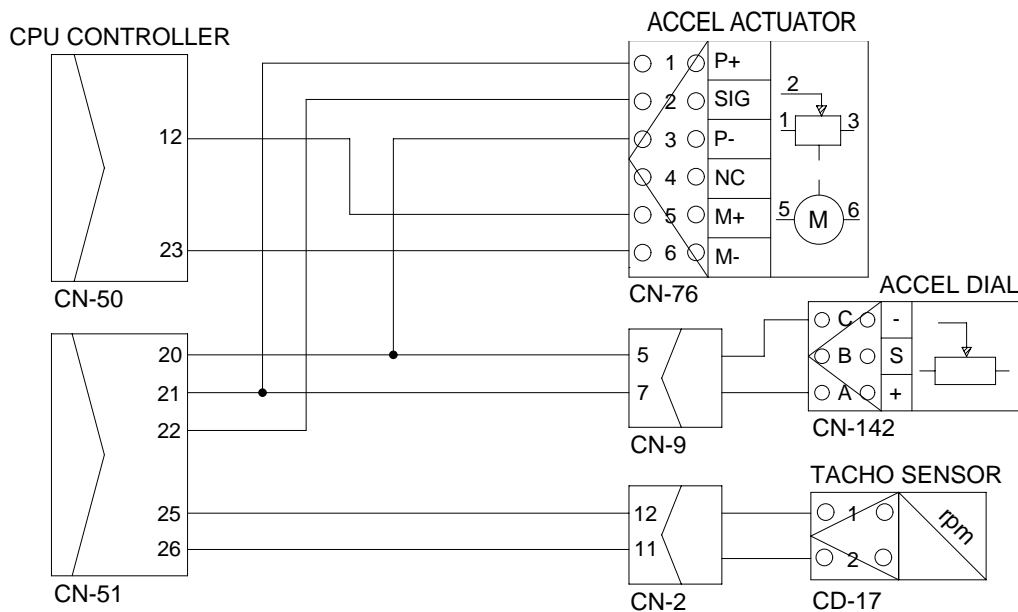 CPU CONTROLLER
12
23
CN-50
20
21
22
25
26
CN-51
ACCEL ACTUATOR
1 P+
2 SIG
3 P-
4 NC
5 M+
6 M-
2
1 3
5 M 6
CN-76
5
7
CN-9
ACCEL DIAL
C -
B S
A +
CN-142
12
11
CN-2
TACHO SENSOR
1
2
rpm
CD-17